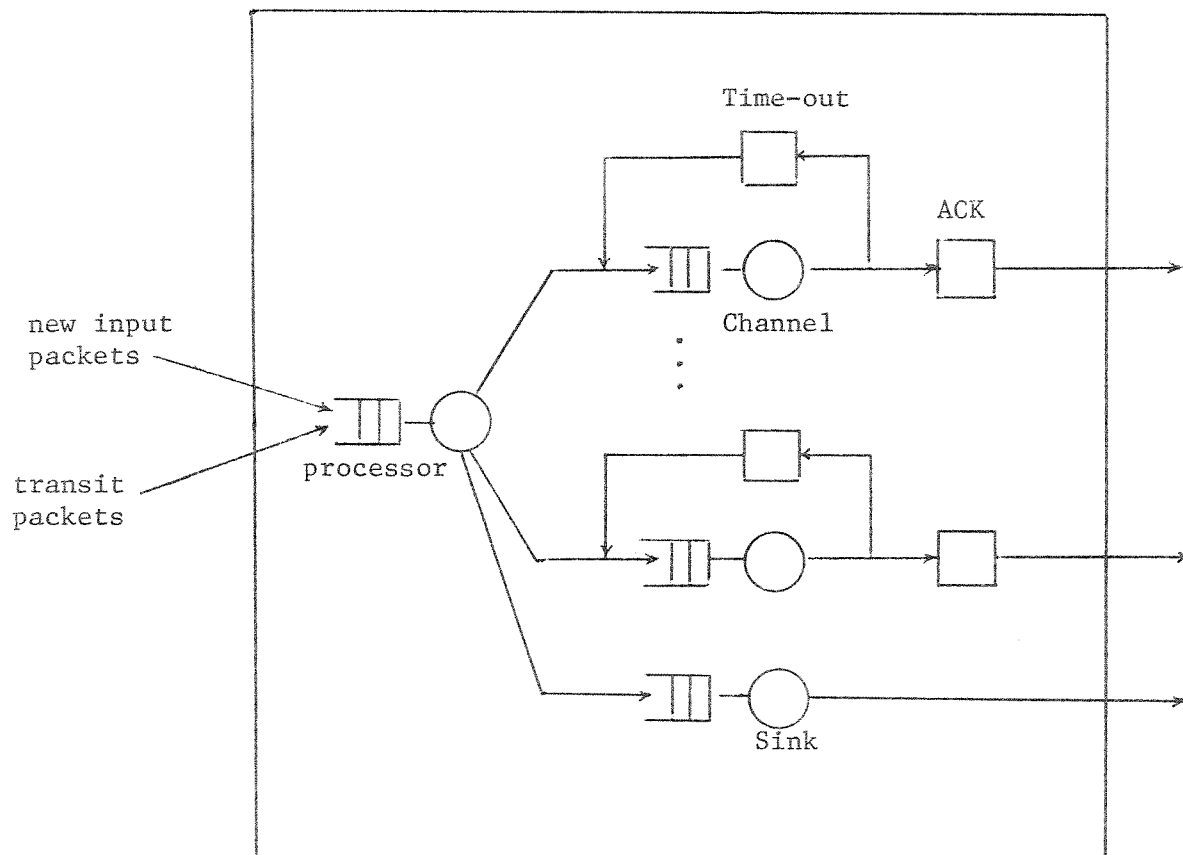 Time-out
ACK
Channel
new input
packets
processor
transit
packets
Sink